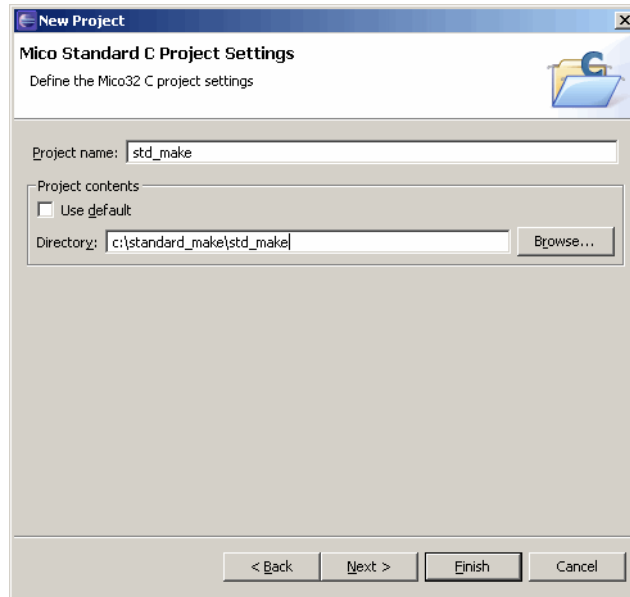 New Project
Mico Standard C Project Settings
Define the Mico32 C project settings
Project name: std_make
Project contents
Use default
Directory: c:\standard_make\std_make
Browse...
< Back Next > Finish Cancel